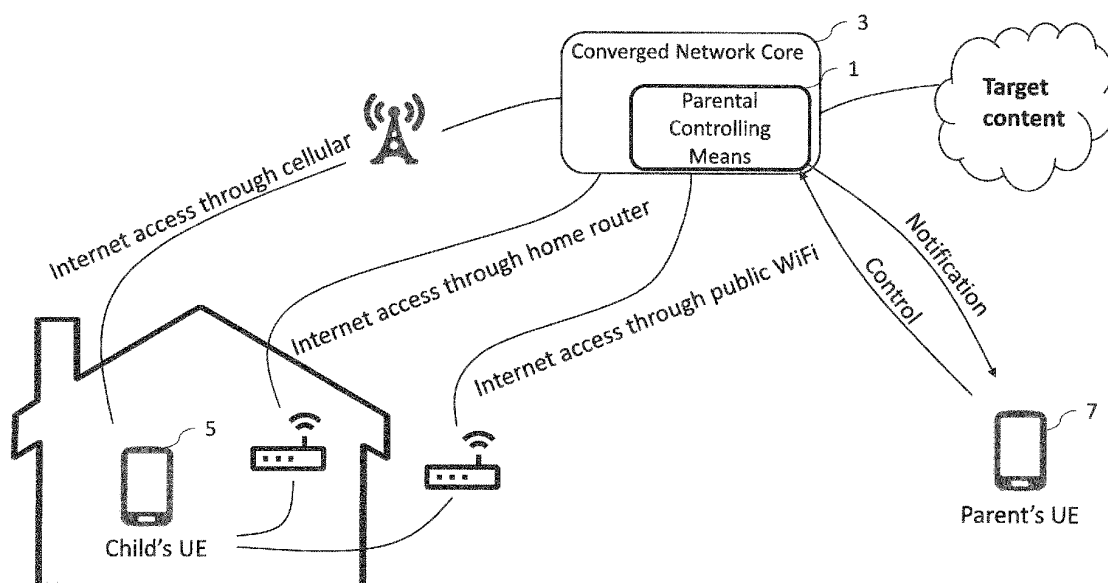 3
Converged Network Core
1
Parental
Controlling
Means
Target
content
Internet access through cellular
Internet access through home router
Internet access through public WiFi
Notification
Control
5
7
Child's UE
Parent's UE